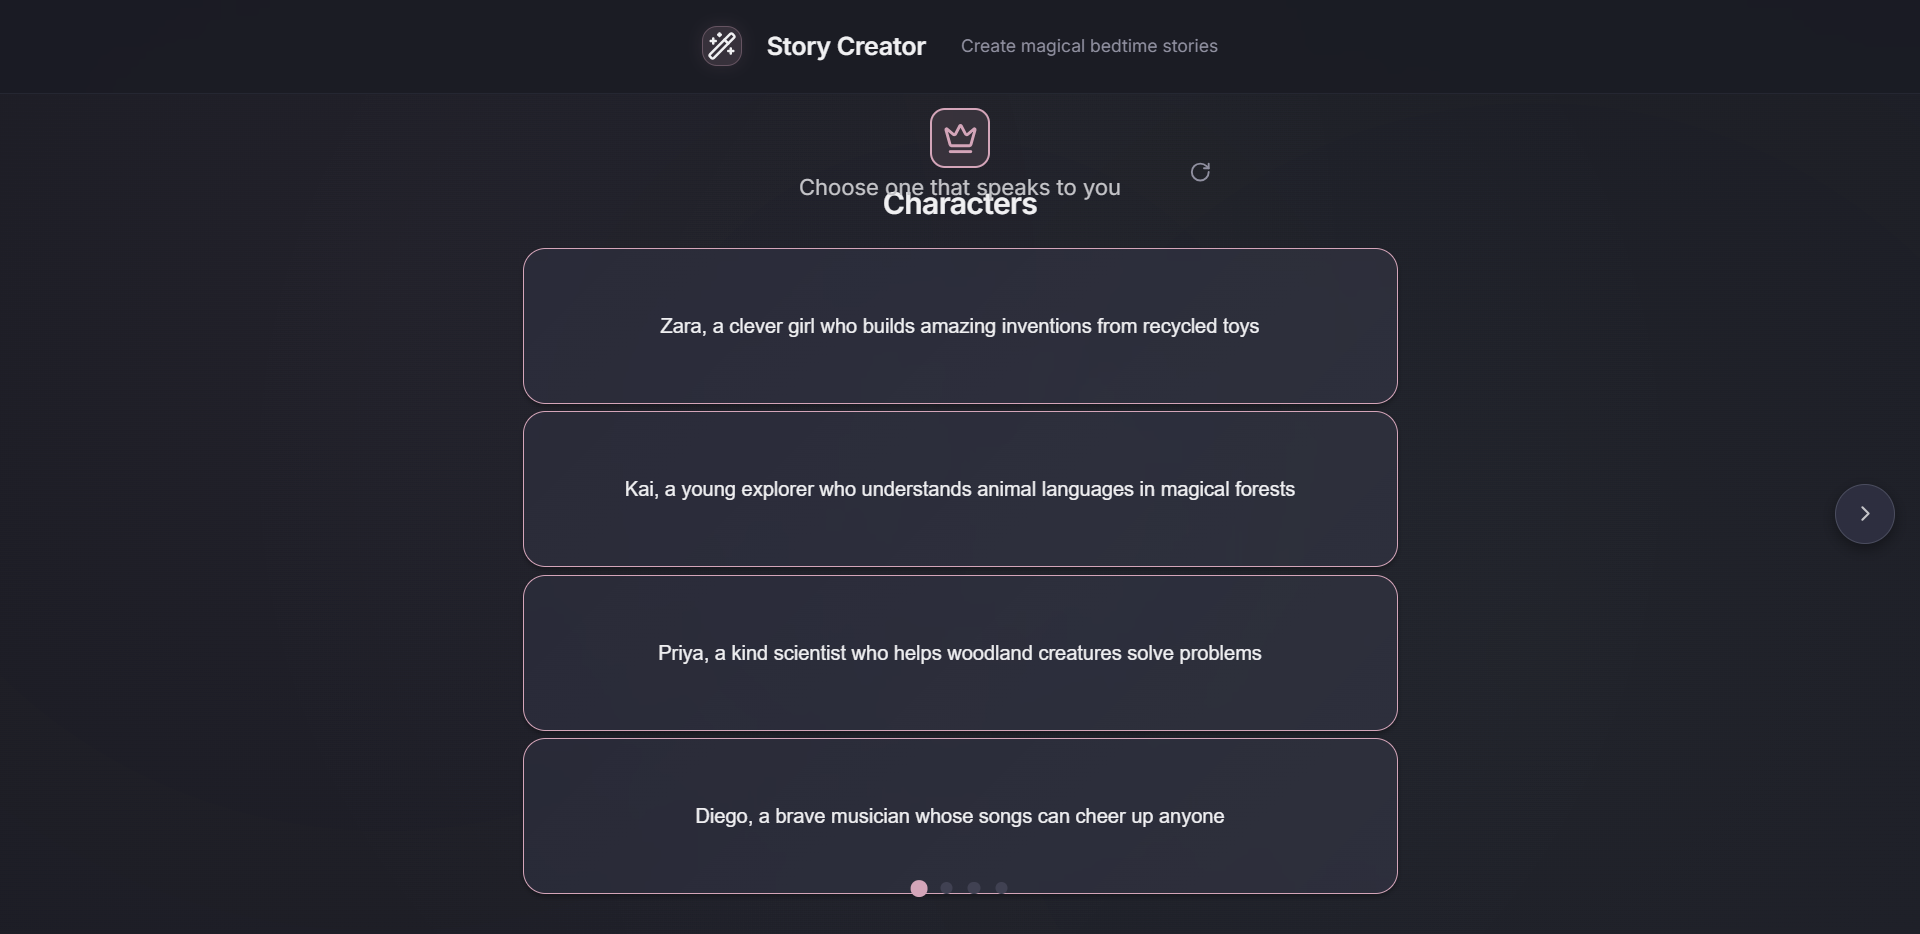 Story Creator
Create magical bedtime stories
Choose one that speaks to you
Characters
Zara, a clever girl who builds amazing inventions from recycled toys
Kai, a young explorer who understands animal languages in magical forests
Priya, a kind scientist who helps woodland creatures solve problems
Diego, a brave musician whose songs can cheer up anyone